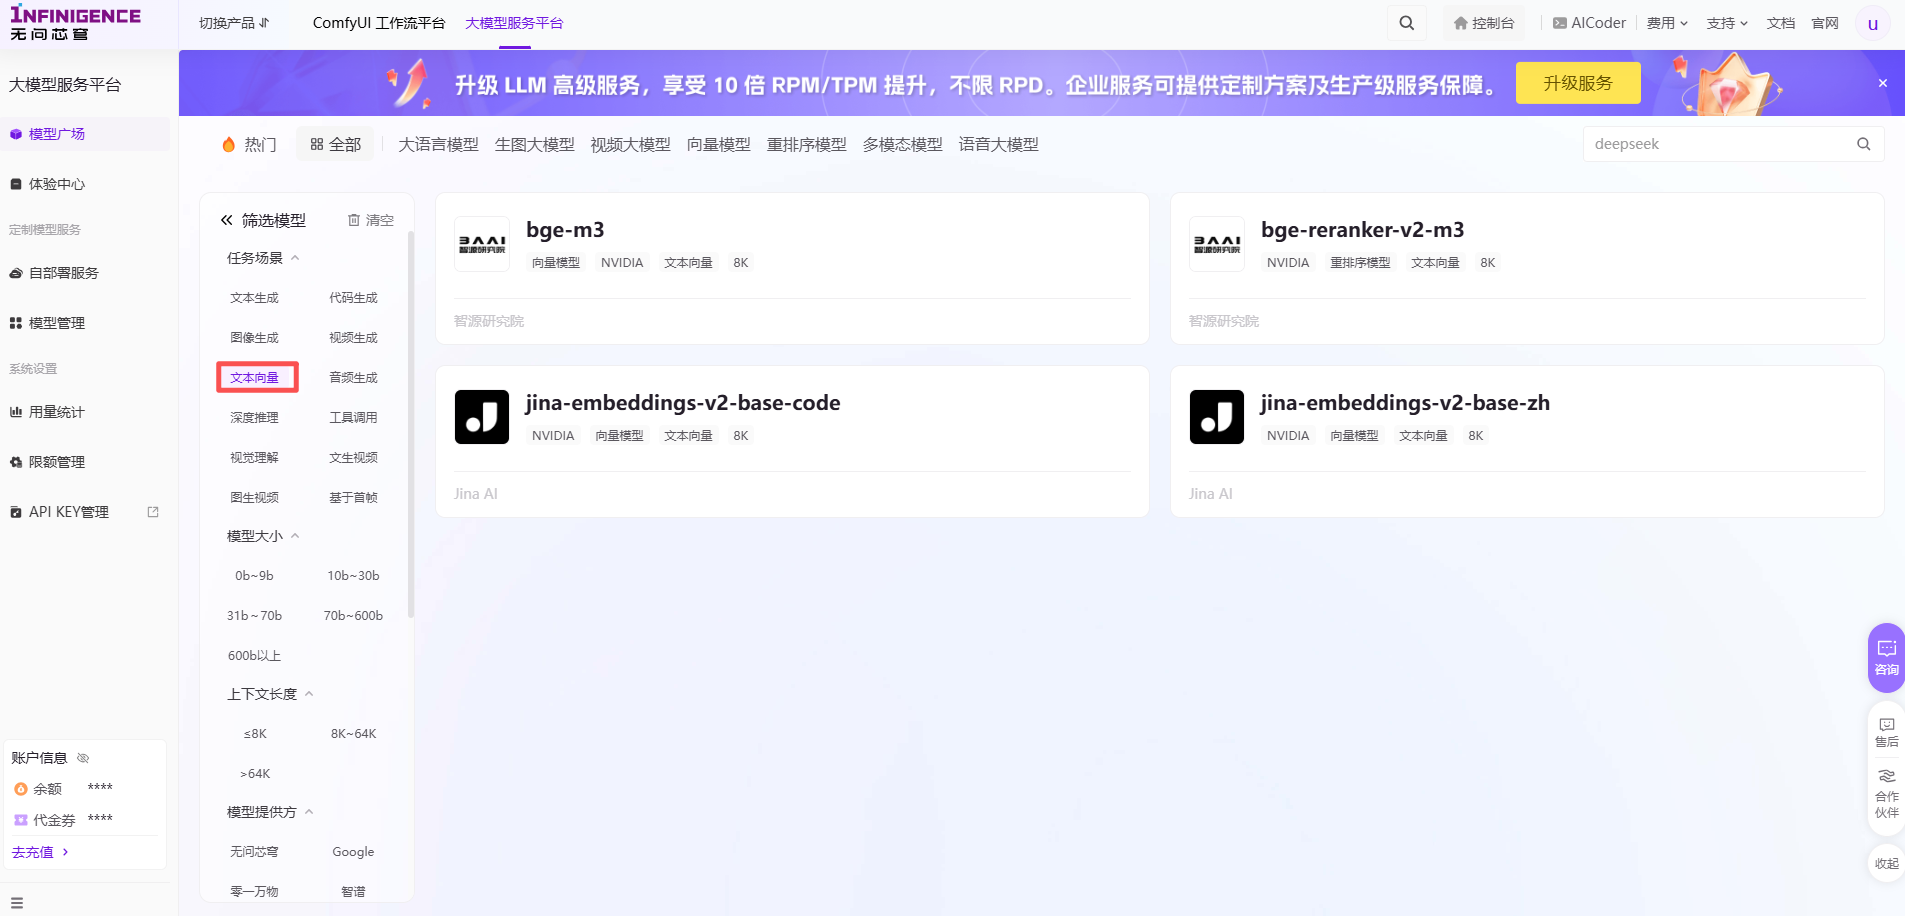 INFINIGENCE
无问芯穹
切换产品
ComfyUI 工作流平台
大模型服务平台
控制台
AICoder
费用
支持
文档
官网
u
大模型服务平台
模型广场
体验中心
定制模型服务
自部署服务
模型管理
系统设置
用量统计
限额管理
API KEY管理
账户信息
余额 ****
代金券 ****
去充值
升级 LLM 高级服务，享受 10 倍 RPM/TPM 提升，不限 RPD。企业服务可提供定制方案及生产级服务保障。
升级服务
热门
全部
大语言模型
生图大模型
视频大模型
向量模型
重排序模型
多模态模型
语音大模型
deepseek
筛选模型
清空
任务场景
文本生成 代码生成
图像生成 视频生成
文本向量 音频生成
深度推理 工具调用
视觉理解 文生视频
图生视频 基于首帧
模型大小
0b~9b 10b~30b
31b~70b 70b~600b
600b以上
上下文长度
≤8K 8K~64K
>64K
模型提供方
无问芯穹 Google
零一万物 智谱
BAAI
智源研究院
bge-m3
向量模型 NVIDIA 文本向量 8K
智源研究院
BAAI
智源研究院
bge-reranker-v2-m3
NVIDIA 重排序模型 文本向量 8K
智源研究院
jina-embeddings-v2-base-code
NVIDIA 向量模型 文本向量 8K
Jina AI
jina-embeddings-v2-base-zh
NVIDIA 向量模型 文本向量 8K
Jina AI
咨询
售后
合作
伙伴
收起